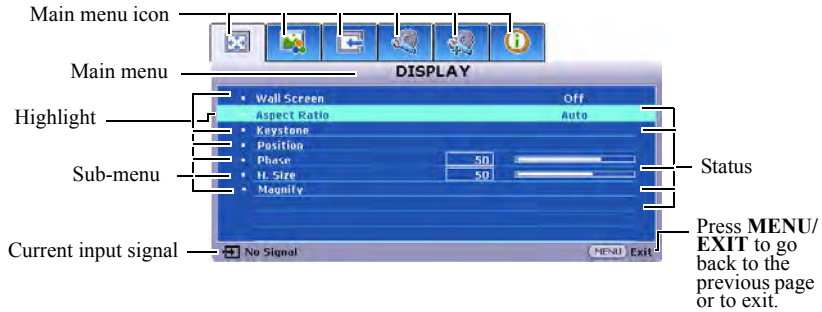 Main menu icon
Main menu
DISPLAY
Wall Screen Off
Highlight
Aspect Ratio Auto
Keystone
Position
Phase 50
Sub-menu
H. Size 50
Status
Magnify
Current input signal
No Signal
MENU Exit
Press MENU/
EXIT to go
back to the
previous page
or to exit.